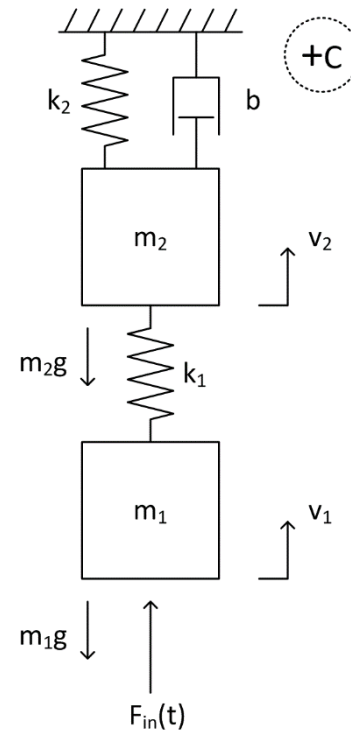 +C
k₂
b
m₂
v₂
m₂g
k₁
m₁
v₁
m₁g
Fᵢₙ(t)